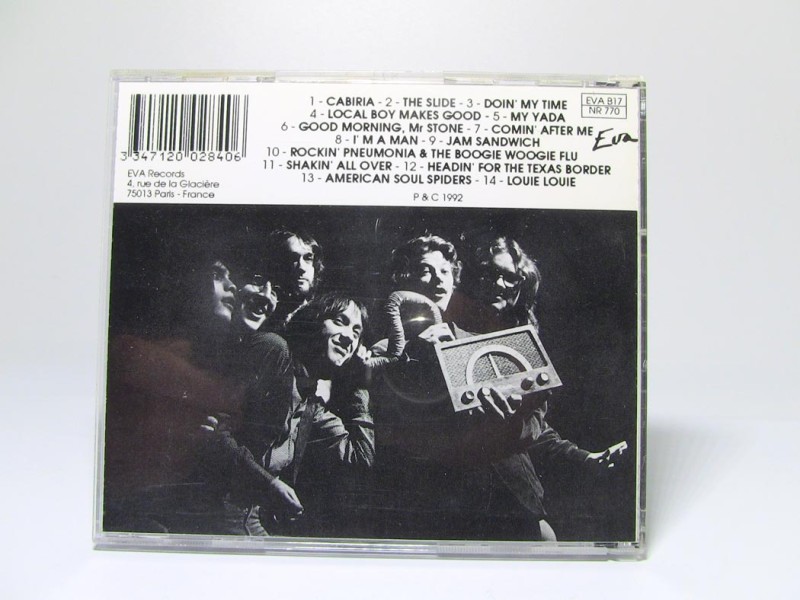 1 - CABIRIA - 2 - THE SLIDE - 3 - DOIN' MY TIME
4 - LOCAL BOY MAKES GOOD - 5 - MY YADA
6 - GOOD MORNING, Mr STONE - 7 - COMIN' AFTER ME
8 - I'M A MAN - 9 - JAM SANDWICH
10 - ROCKIN' PNEUMONIA & THE BOOGIE WOOGIE FLU
11 - SHAKIN' ALL OVER - 12 - HEADIN' FOR THE TEXAS BORDER
13 - AMERICAN SOUL SPIDERS - 14 - LOUIE LOUIE
P & C 1992
EVA B17
NR 770
Eva
3 347120 028406
EVA Records
4, rue de la Glacière
75013 Paris - France